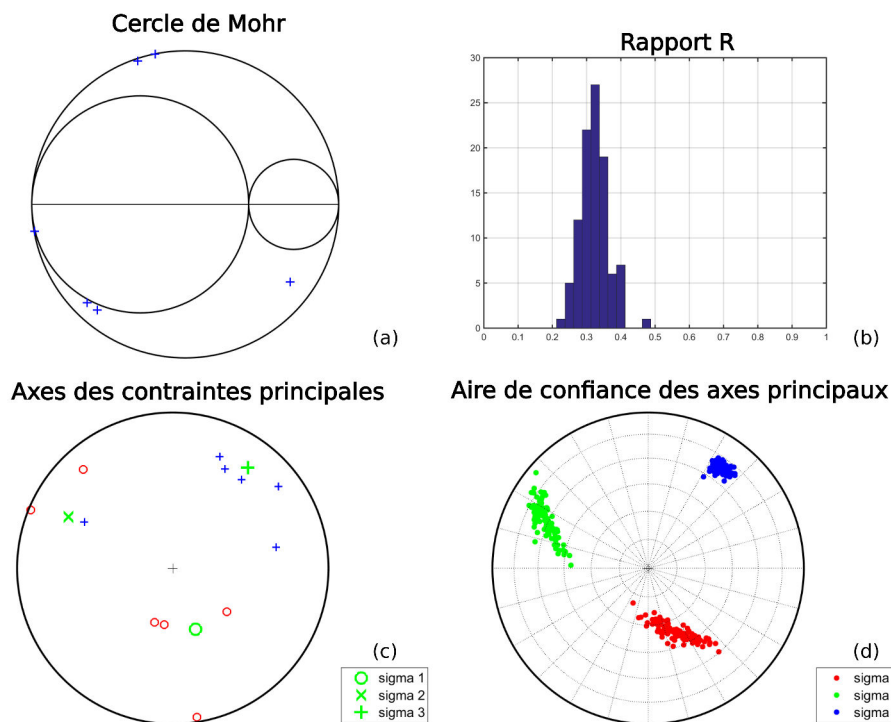 Cercle de Mohr
(a)
Rapport R
30
25
20
15
10
5
0
0 0.1 0.2 0.3 0.4 0.5 0.6 0.7 0.8 0.9 1
(b)
Axes des contraintes principales
(c)
sigma 1
sigma 2
sigma 3
Aire de confiance des axes principaux
(d)
sigma
sigma
sigma